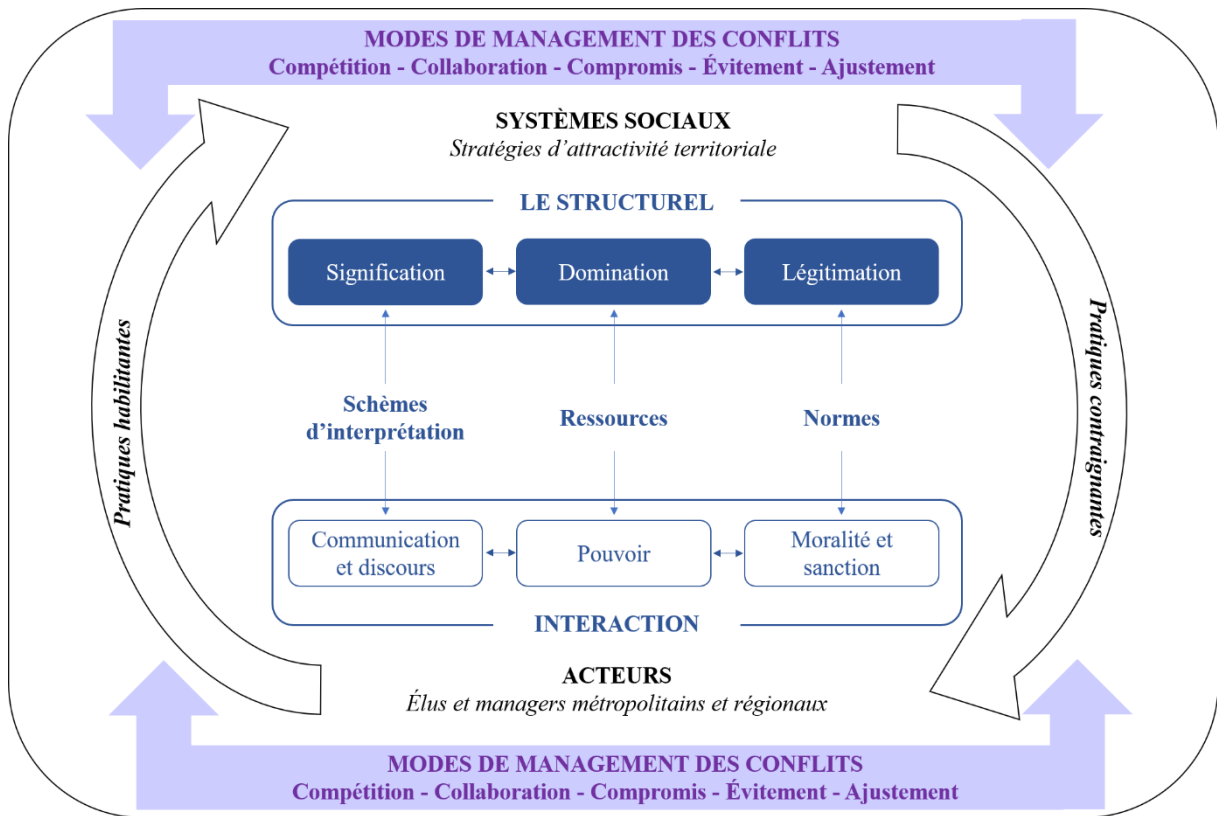 MODES DE MANAGEMENT DES CONFLITS
Compétition - Collaboration - Compromis - Évitement - Ajustement
SYSTÈMES SOCIAUX
Stratégies d'attractivité territoriale
LE STRUCTUREL
Signification
Domination
Légitimation
Pratiques habilitantes
Pratiques contraignantes
Schèmes
d'interprétation
Ressources
Normes
Communication
et discours
Pouvoir
Moralité et
sanction
INTERACTION
ACTEURS
Élus et managers métropolitains et régionaux
MODES DE MANAGEMENT DES CONFLITS
Compétition - Collaboration - Compromis - Évitement - Ajustement